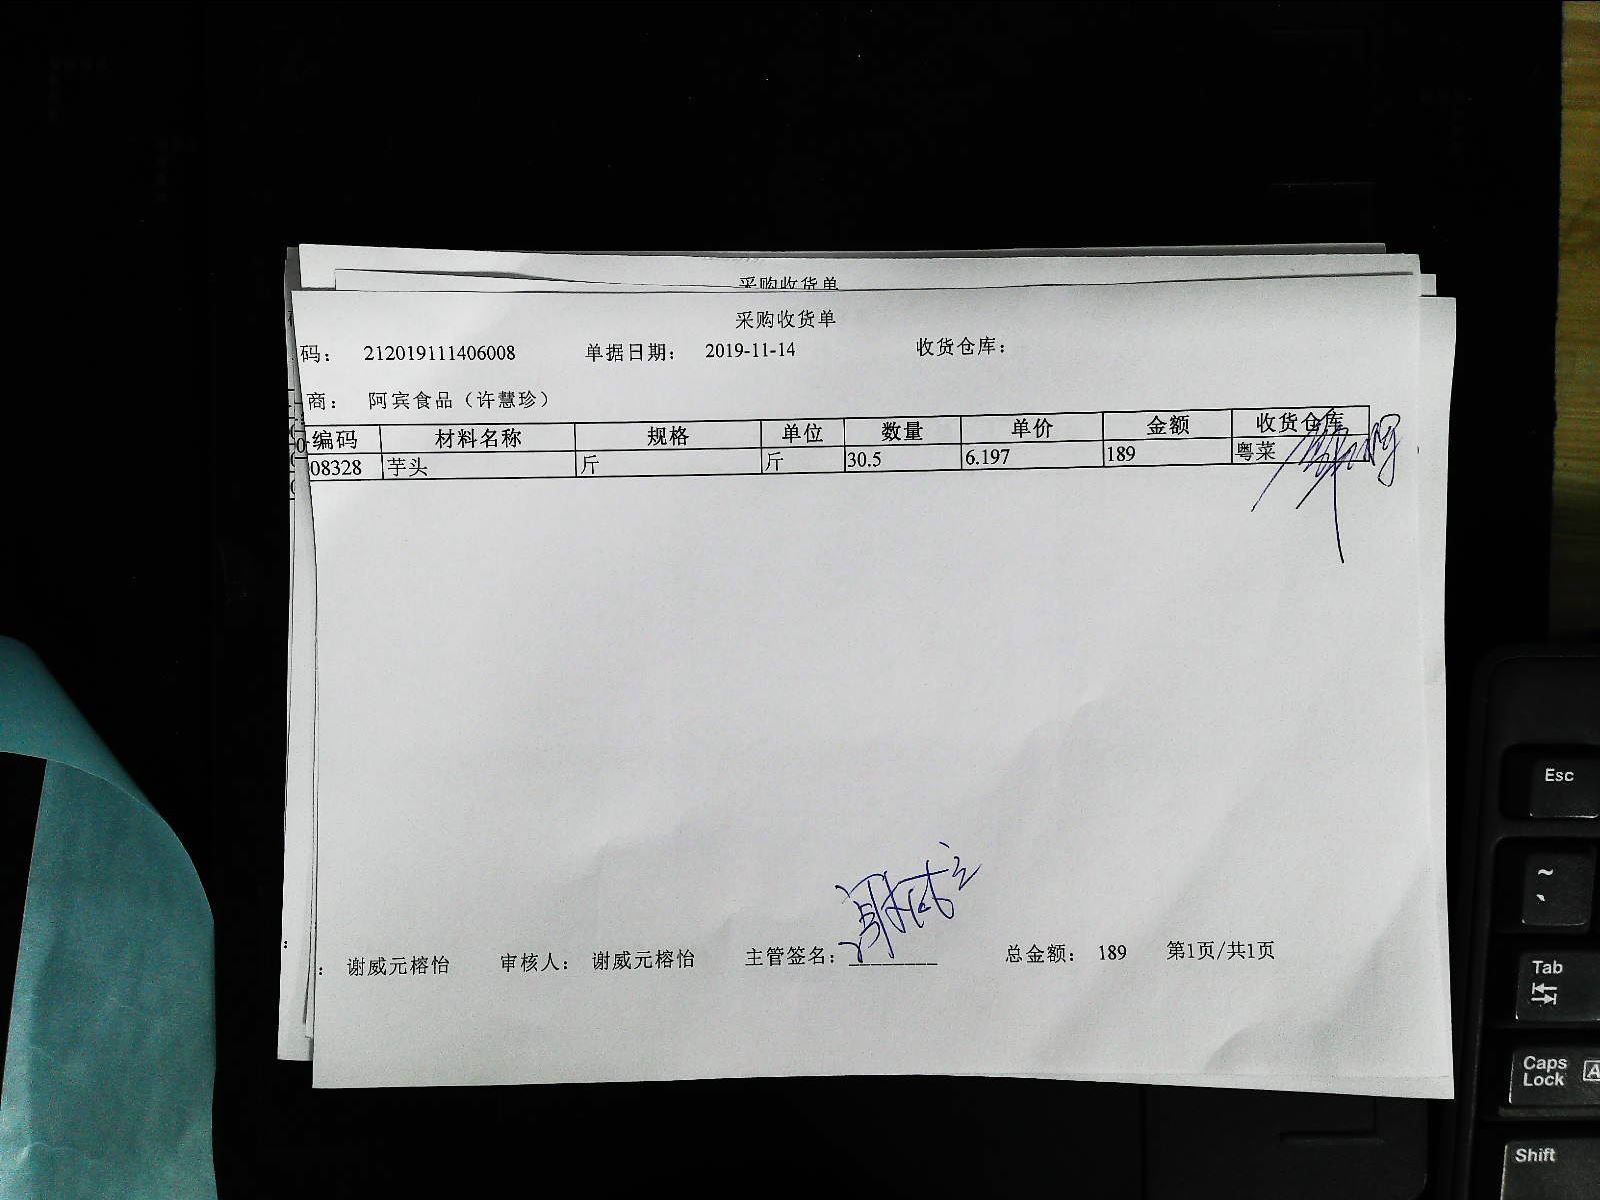 采购收货单
采购收货单
码： 212019111406008 单据日期： 2019-11-14 收货仓库：
商： 阿宾食品（许慧珍）
编码 材料名称 规格 单位 数量 单价 金额 收货仓库
08328 芋头 斤 斤 30.5 6.197 189 粤菜
： 谢威元榕怡 审核人： 谢威元榕怡 主管签名： 总金额： 189 第1页/共1页
Esc
~
Tab
Caps Lock A
Shift